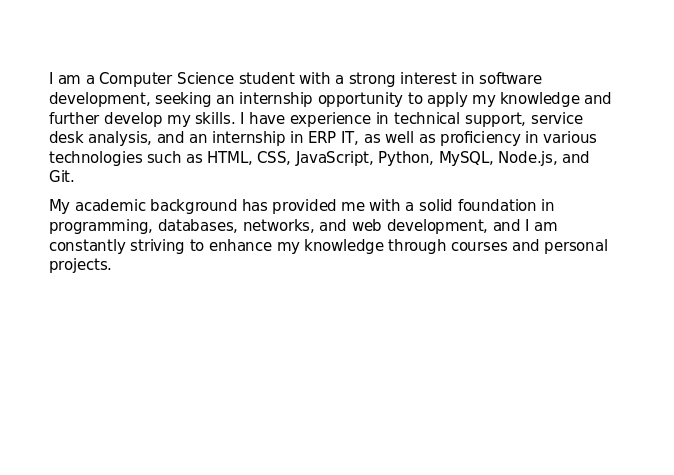 I am a Computer Science student with a strong interest in software
development, seeking an internship opportunity to apply my knowledge and
further develop my skills. I have experience in technical support, service
desk analysis, and an internship in ERP IT, as well as proficiency in various
technologies such as HTML, CSS, JavaScript, Python, MySQL, Node.js, and
Git.
My academic background has provided me with a solid foundation in
programming, databases, networks, and web development, and I am
constantly striving to enhance my knowledge through courses and personal
projects.